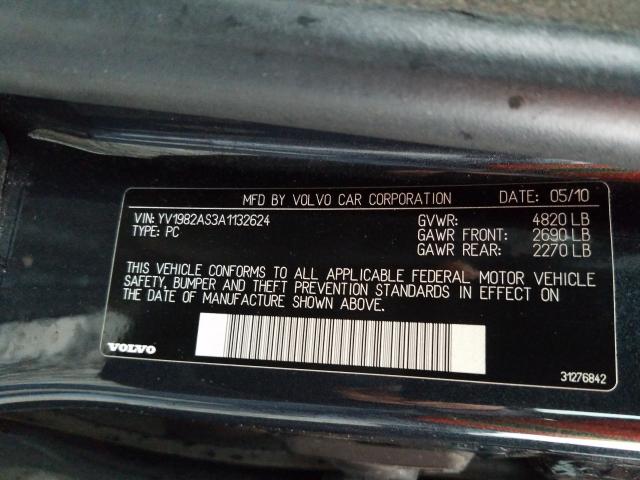 MFD BY VOLVO CAR CORPORATION DATE: 05/10
VIN: YV1982AS3A1132624 GVWR: 4820 LB
TYPE: PC GAWR FRONT: 2690 LB
GAWR REAR: 2270 LB
THIS VEHICLE CONFORMS TO ALL APPLICABLE FEDERAL MOTOR VEHICLE
SAFETY, BUMPER AND THEFT PREVENTION STANDARDS IN EFFECT ON
THE DATE OF MANUFACTURE SHOWN ABOVE.
VOLVO
31276842